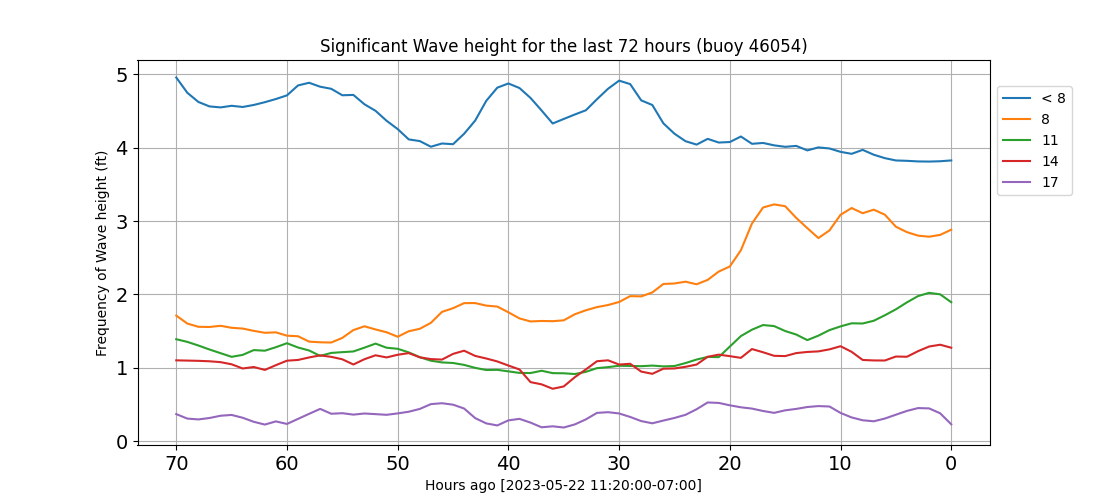 Significant Wave height for the last 72 hours (buoy 46054)
Frequency of Wave height (ft)
5
4
3
2
1
0
70 60 50 40 30 20 10 0
Hours ago [2023-05-22 11:20:00-07:00]
< 8
8
11
14
17